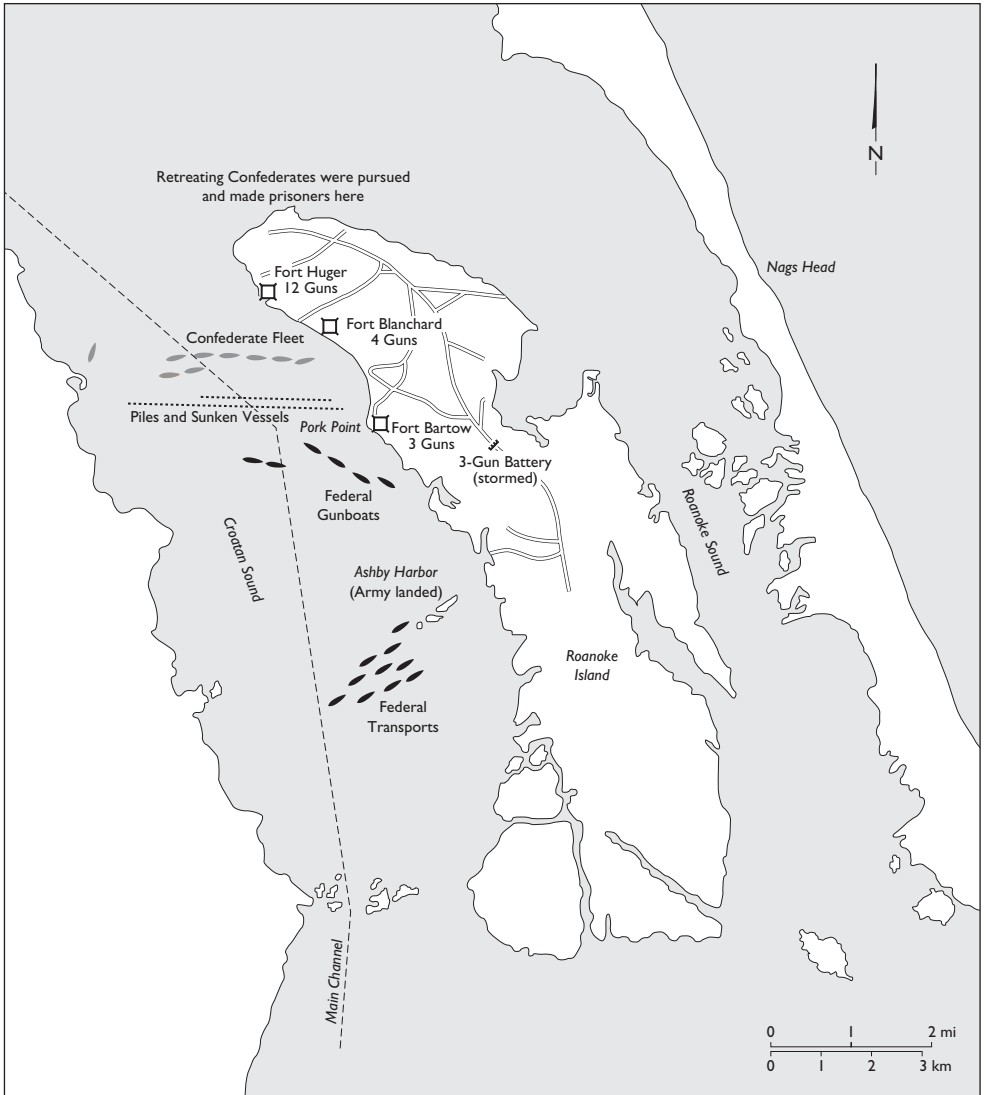 Retreating Confederates were pursued
and made prisoners here
N
Nags Head
Fort Huger
12 Guns
Fort Blanchard
4 Guns
Confederate Fleet
Piles and Sunken Vessels
Pork Point
Fort Bartow
3 Guns
3-Gun Battery
(stormed)
Federal
Gunboats
Croatan Sound
Roanoke Sound
Ashby Harbor
(Army landed)
Roanoke
Island
Federal
Transports
Main Channel
0 1 2 mi
0 1 2 3 km